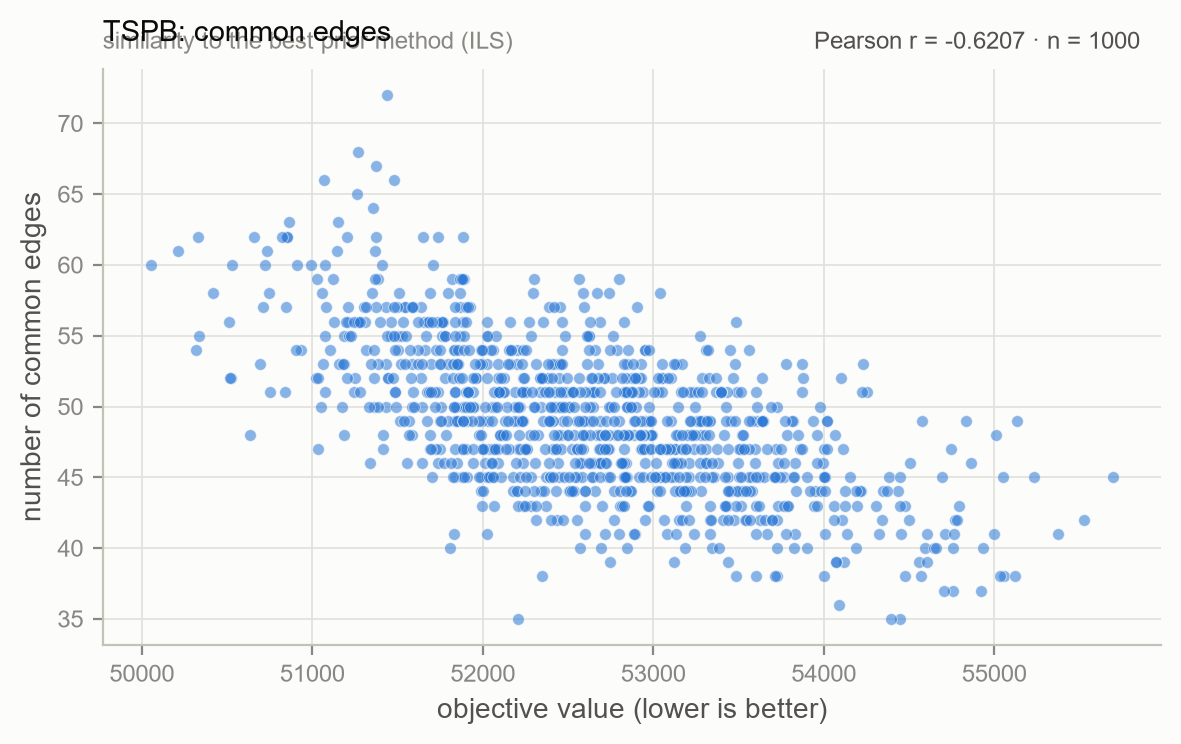 TSPB: common edges
similarity to the best prior method (ILS)
Pearson r = -0.6207 · n = 1000
number of common edges
70
65
60
55
50
45
40
35
50000 51000 52000 53000 54000 55000
objective value (lower is better)